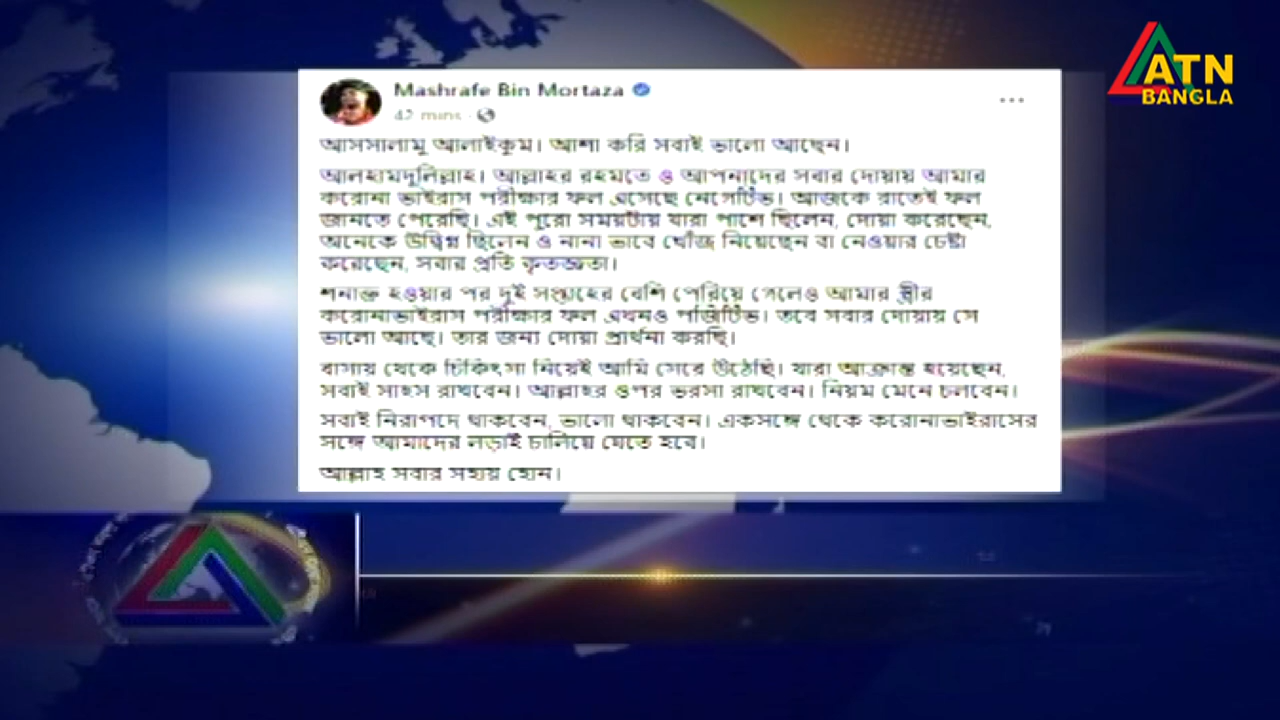 Mashrafe Bin Mortaza
42 mins
আসসালামু আলাইকুম। আশা করি সবাই ভালো আছেন।
আলহামদুলিল্লাহ। আল্লাহর রহমতে ও আপনাদের সবার দোয়ায় আমার
করোনা ভাইরাস পরীক্ষার ফল এসেছে নেগেটিভ। আজকে রাতেই ফল
জানতে পেরেছি। এই পুরো সময়টায় যারা পাশে ছিলেন, দোয়া করেছেন,
অনেকে উদ্বিগ্ন ছিলেন ও নানা ভাবে খোঁজ নিয়েছেন বা নেওয়ার চেষ্টা
করেছেন, সবার প্রতি কৃতজ্ঞতা।
শনাক্ত হওয়ার পর দুই সপ্তাহের বেশি পেরিয়ে গেলেও আমার স্ত্রীর
করোনাভাইরাস পরীক্ষার ফল এখনও পজিটিভ। তবে সবার দোয়ায় সে
ভালো আছে। তার জন্য দোয়া প্রার্থনা করছি।
বাসায় থেকে চিকিৎসা নিয়েই আমি সেরে উঠেছি। যারা আক্রান্ত হয়েছেন,
সবাই সাহস রাখবেন। আল্লাহর ওপর ভরসা রাখবেন। নিয়ম মেনে চলবেন।
সবাই নিরাপদে থাকবেন, ভালো থাকবেন। একসঙ্গে থেকে করোনাভাইরাসের
সঙ্গে আমাদের লড়াই চালিয়ে যেতে হবে।
আল্লাহ সবার সহায় হোন।
ATN
BANGLA